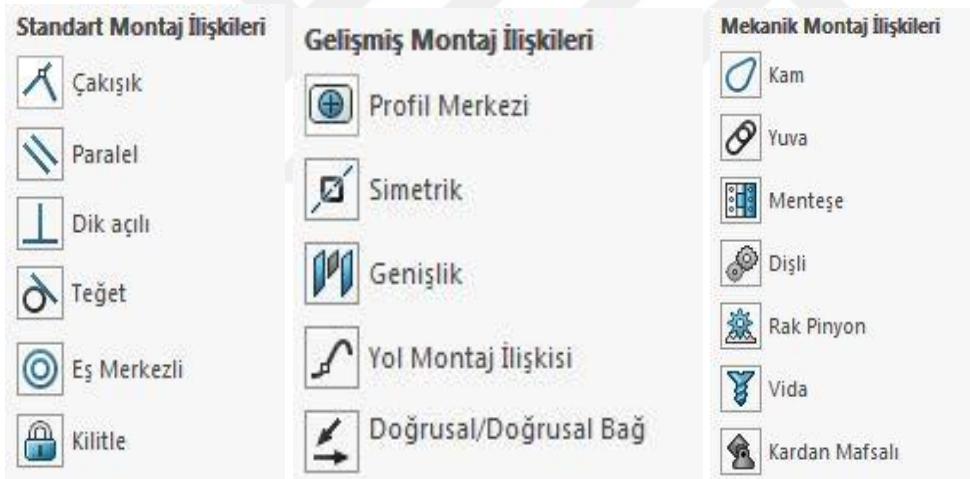 Standart Montaj İlişkileri
Çakışık
Paralel
Dik açılı
Teğet
Eş Merkezli
Kilitle
Gelişmiş Montaj İlişkileri
Profil Merkezi
Simetrik
Genişlik
Yol Montaj İlişkisi
Doğrusal/Doğrusal Bağ
Mekanik Montaj İlişkileri
Kam
Yuva
Menteşe
Dişli
Rak Pinyon
Vida
Kardan Mafsalı